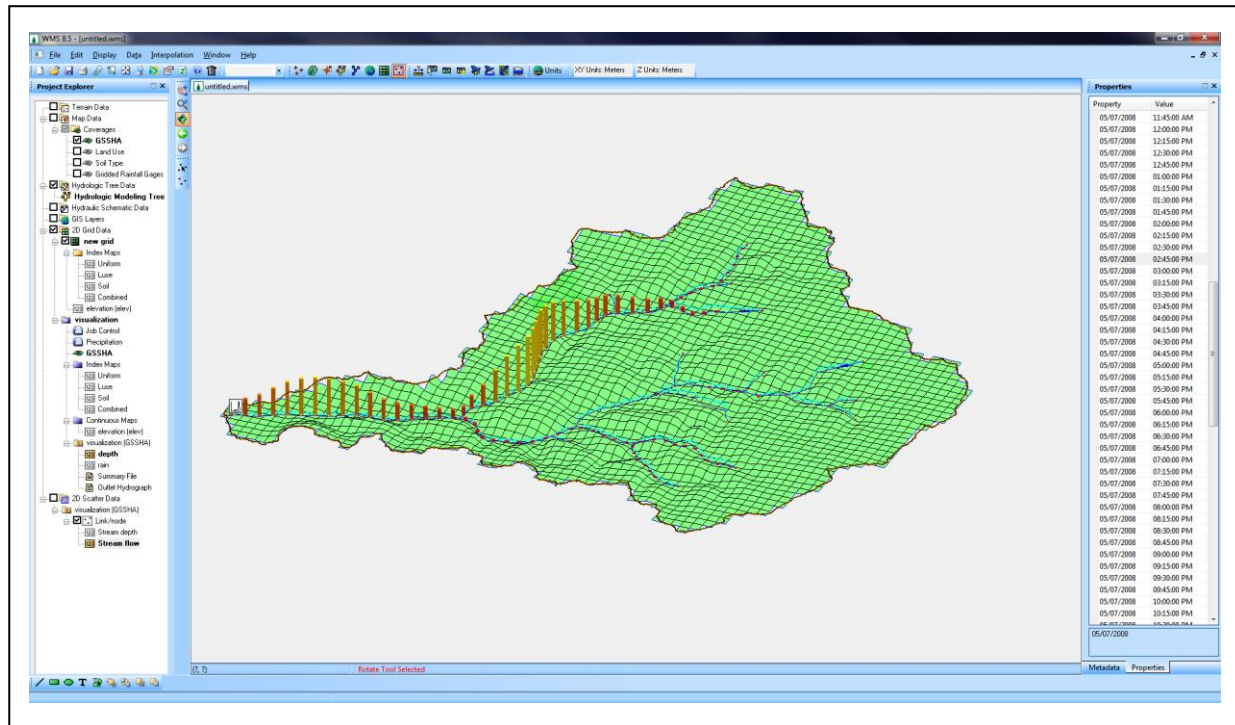 WMS 8.5 - [untitled.wms]
File Edit Display Data Interpolation Window Help
Units XY Units: Meters Z Units: Meters
Project Explorer
untitled.wms
Terrain Data
Map Data
Coverages
GSSHA
Land Use
Soil Type
Gridded Rainfall Gages
Hydrologic Tree Data
Hydrologic Modeling Tree
Hydraulic Schematic Data
GIS Layers
2D Grid Data
new grid
Index Maps
Uniform
Luse
Soil
Combined
elevation (elev)
visualization
Job Control
Precipitation
GSSHA
Index Maps
Uniform
Luse
Soil
Combined
Continuous Maps
elevation (elev)
visualization (GSSHA)
depth
rain
Summary File
Outlet Hydrograph
2D Scatter Data
visualization (GSSHA)
Link/node
Stream depth
Stream flow
(?, ?) Rotate Tool Selected
Properties
Property Value
05/07/2008 11:45:00 AM
05/07/2008 12:00:00 PM
05/07/2008 12:15:00 PM
05/07/2008 12:30:00 PM
05/07/2008 12:45:00 PM
05/07/2008 01:00:00 PM
05/07/2008 01:15:00 PM
05/07/2008 01:30:00 PM
05/07/2008 01:45:00 PM
05/07/2008 02:00:00 PM
05/07/2008 02:15:00 PM
05/07/2008 02:30:00 PM
05/07/2008 02:45:00 PM
05/07/2008 03:00:00 PM
05/07/2008 03:15:00 PM
05/07/2008 03:30:00 PM
05/07/2008 03:45:00 PM
05/07/2008 04:00:00 PM
05/07/2008 04:15:00 PM
05/07/2008 04:30:00 PM
05/07/2008 04:45:00 PM
05/07/2008 05:00:00 PM
05/07/2008 05:15:00 PM
05/07/2008 05:30:00 PM
05/07/2008 05:45:00 PM
05/07/2008 06:00:00 PM
05/07/2008 06:15:00 PM
05/07/2008 06:30:00 PM
05/07/2008 06:45:00 PM
05/07/2008 07:00:00 PM
05/07/2008 07:15:00 PM
05/07/2008 07:30:00 PM
05/07/2008 07:45:00 PM
05/07/2008 08:00:00 PM
05/07/2008 08:15:00 PM
05/07/2008 08:30:00 PM
05/07/2008 08:45:00 PM
05/07/2008 09:00:00 PM
05/07/2008 09:15:00 PM
05/07/2008 09:30:00 PM
05/07/2008 09:45:00 PM
05/07/2008 10:00:00 PM
05/07/2008 10:15:00 PM
05/07/2008
Metadata Properties